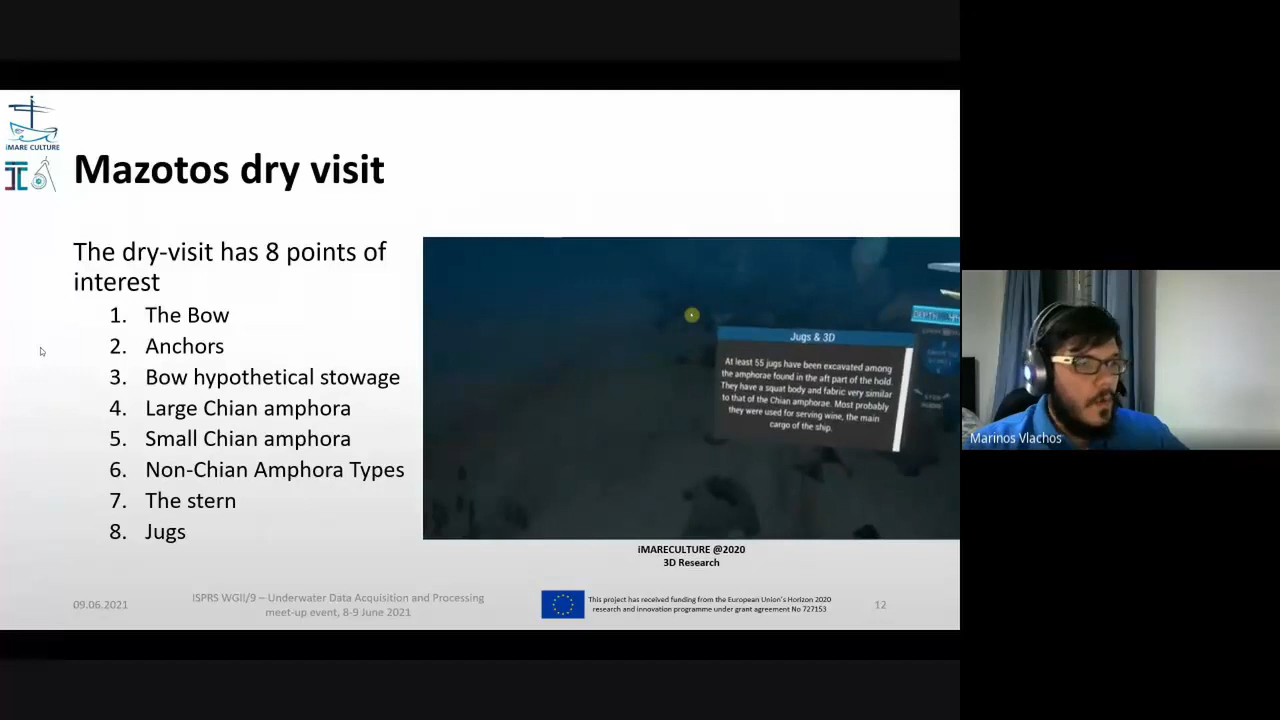 iMARE CULTURE
Mazotos dry visit
The dry-visit has 8 points of
interest
1. The Bow
2. Anchors
3. Bow hypothetical stowage
4. Large Chian amphora
5. Small Chian amphora
6. Non-Chian Amphora Types
7. The stern
8. Jugs
DEPTH
Jugs & 3D
At least 55 jugs have been excavated among
the amphorae found in the aft part of the hold.
They have a squat body and fabric very similar
to that of the Chian amphorae. Most probably
they were used for serving wine, the main
cargo of the ship.
iMARECULTURE @2020
3D Research
09.06.2021
ISPRS WGII/9 – Underwater Data Acquisition and Processing
meet-up event, 8-9 June 2021
This project has received funding from the European Union's Horizon 2020
research and innovation programme under grant agreement No 727153
12
Marinos Vlachos